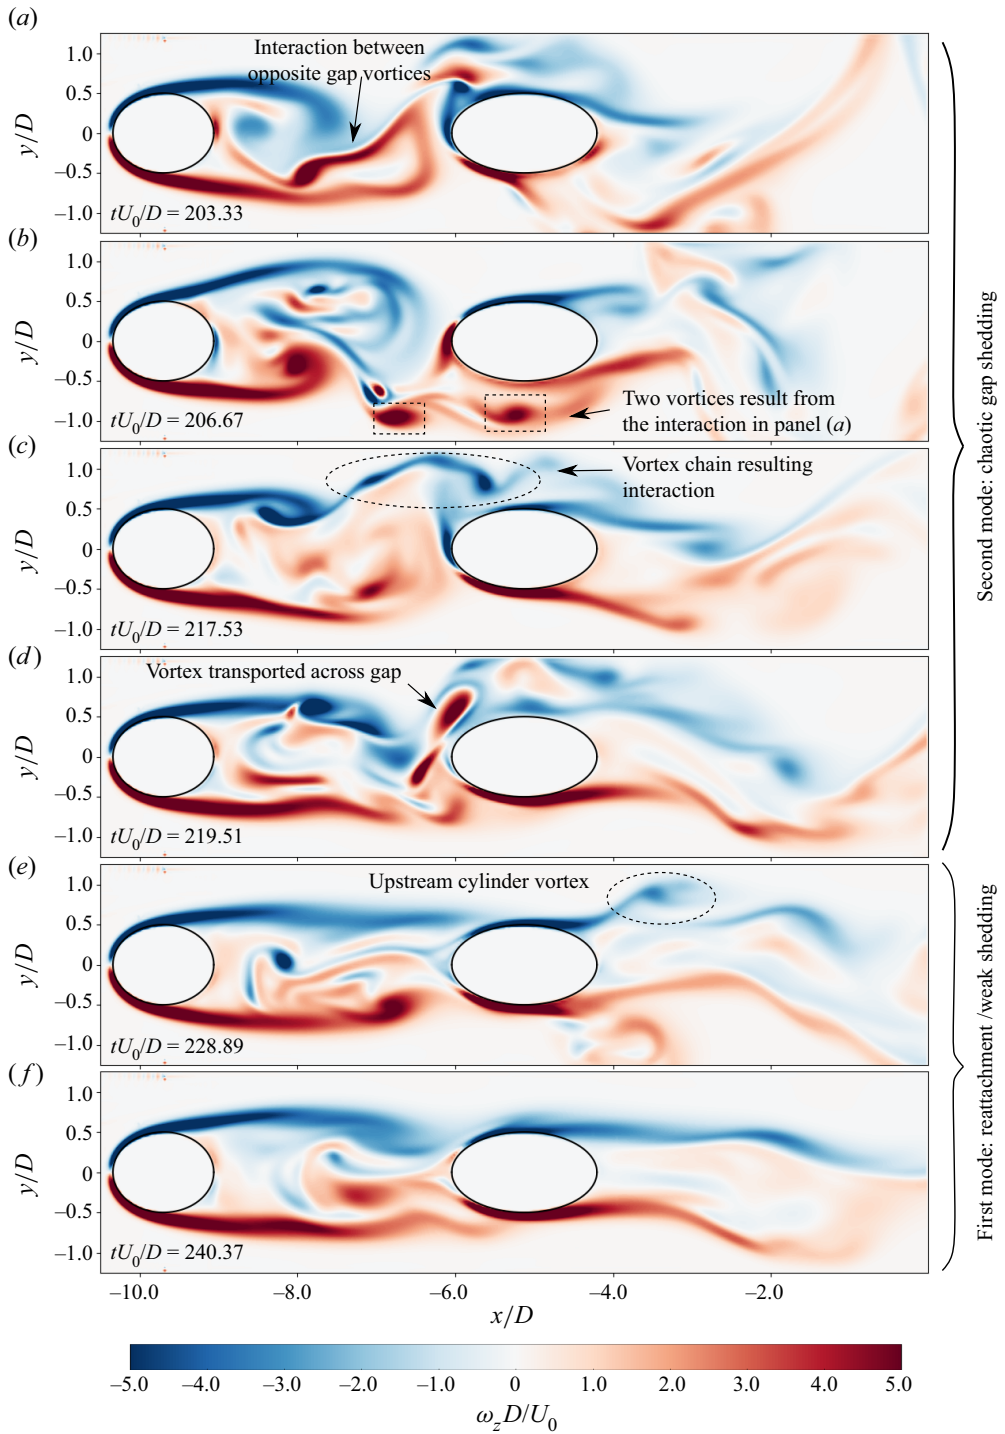 (a)
Interaction between
opposite gap vortices
1.0
0.5
0
–0.5
–1.0
y/D
tU0/D = 203.33
(b)
1.0
0.5
0
–0.5
–1.0
y/D
Two vortices result from
the interaction in panel (a)
tU0/D = 206.67
(c)
1.0
0.5
0
–0.5
–1.0
y/D
Vortex chain resulting
interaction
tU0/D = 217.53
(d)
Vortex transported across gap
1.0
0.5
0
–0.5
–1.0
y/D
tU0/D = 219.51
Second mode: chaotic gap shedding
(e)
Upstream cylinder vortex
1.0
0.5
0
–0.5
–1.0
y/D
tU0/D = 228.89
(f)
1.0
0.5
0
–0.5
–1.0
y/D
tU0/D = 240.37
First mode: reattachment /weak shedding
–10.0 –8.0 –6.0 –4.0 –2.0
x/D
–5.0 –4.0 –3.0 –2.0 –1.0 0 1.0 2.0 3.0 4.0 5.0
ωzD/U0